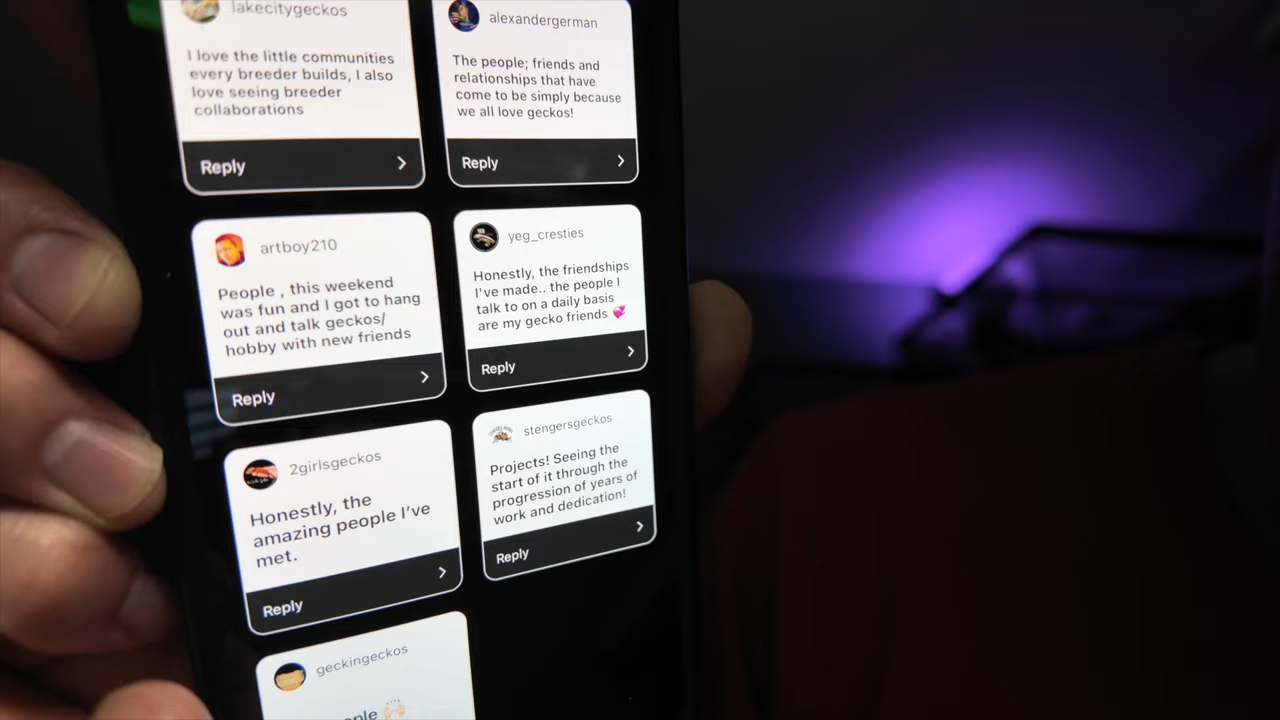 lakecitygeckos
I love the little communities
every breeder builds, I also
love seeing breeder
collaborations
Reply
alexandergerman
The people; friends and
relationships that have
come to be simply because
we all love geckos!
Reply
artboy210
People , this weekend
was fun and I got to hang
out and talk geckos/
hobby with new friends
Reply
yeg_cresties
Honestly, the friendships
I've made.. the people I
talk to on a daily basis
are my gecko friends 💞
Reply
2girlsgeckos
Honestly, the
amazing people I've
met.
Reply
stengersgeckos
Projects! Seeing the
start of it through the
progression of years of
work and dedication!
Reply
geckingeckos